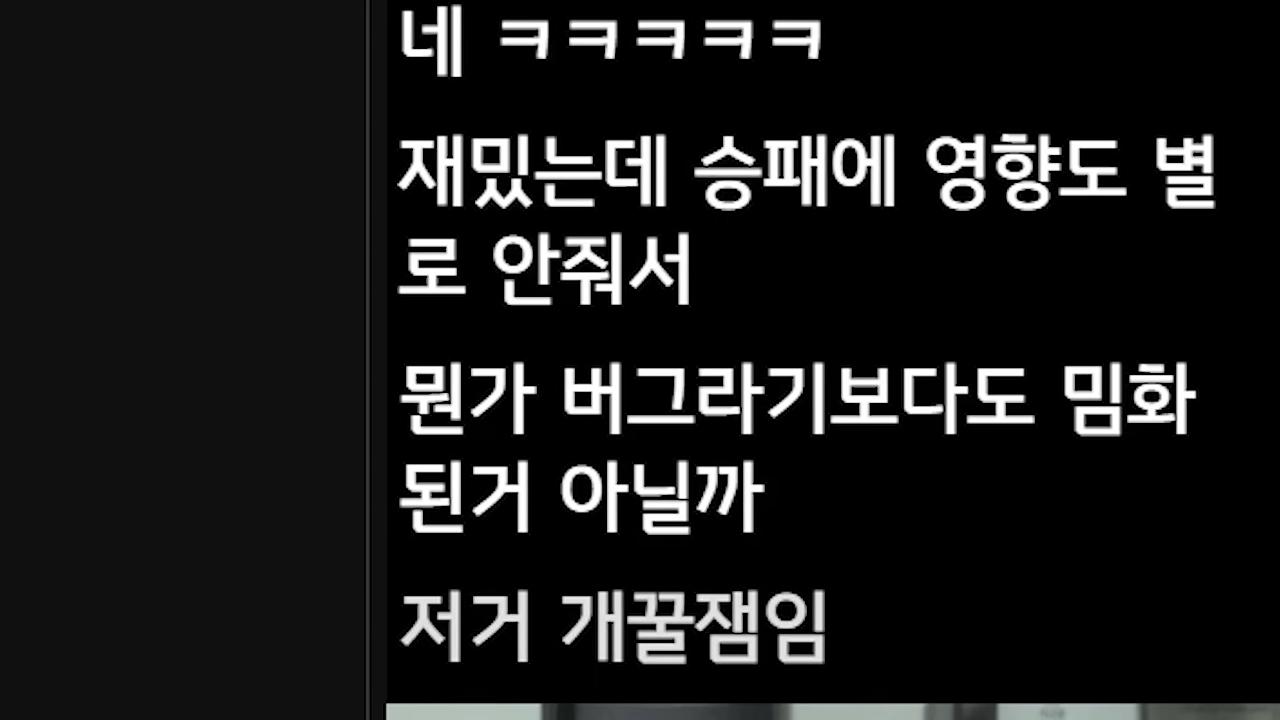 네 ㅋㅋㅋㅋㅋ
재밌는데 승패에 영향도 별
로 안줘서
뭔가 버그라기보다도 밈화
된거 아닐까
저거 개꿀잼임